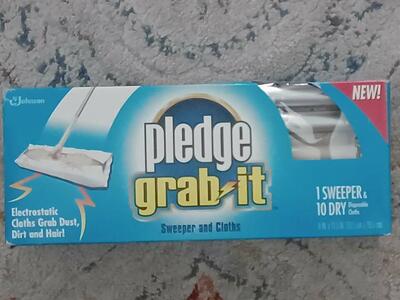 Johnson
NEW!
pledge
grab it
Sweeper and Cloths
Electrostatic
Cloths Grab Dust,
Dirt and Hair!
1 SWEEPER &
10 DRY Disposable
Cloths